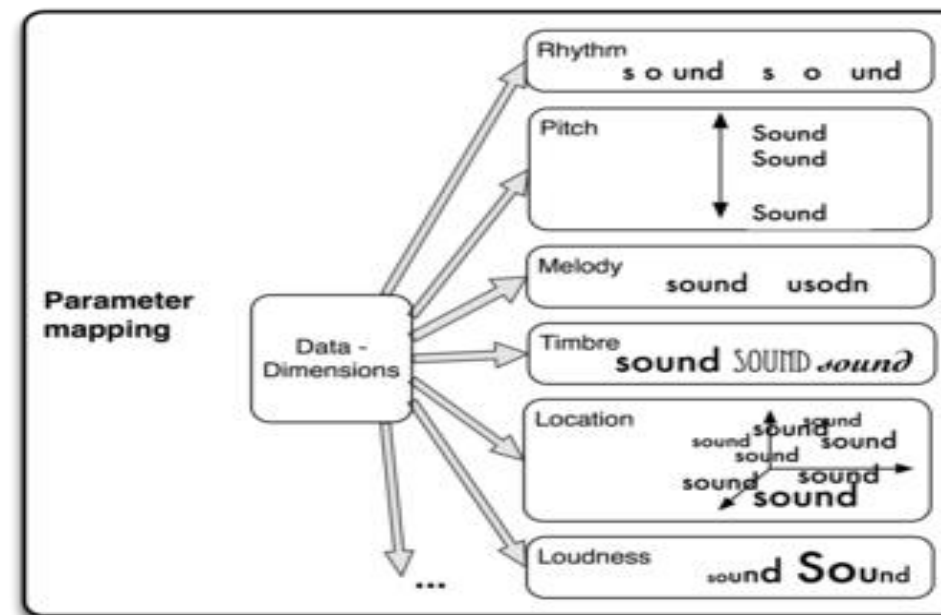 Parameter
mapping
Data -
Dimensions
Rhythm
s o und s o und
Pitch
Sound
Sound
Sound
Melody
sound usodn
Timbre
sound SOUND sound
Location
sound
sound
sound sound
sound
sound
sound
sound
Loudness
sound Sound
...